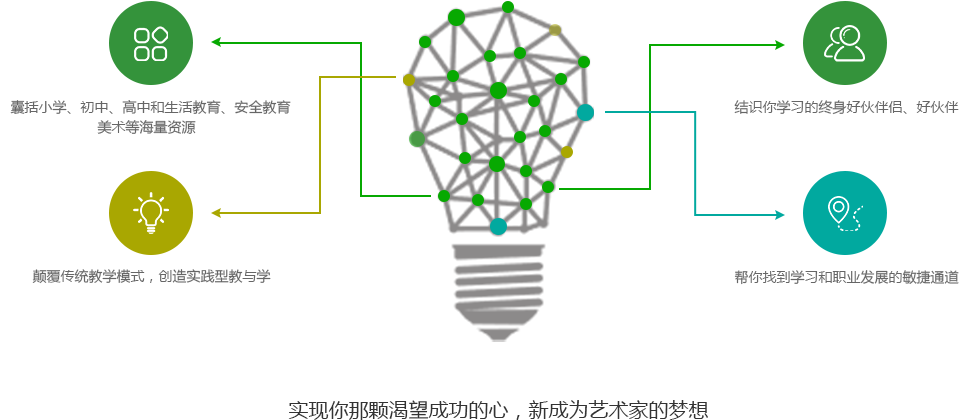 囊括小学、初中、高中和生活教育、安全教育
美术等海量资源
结识你学习的终身好伙伴侣、好伙伴
颠覆传统教学模式，创造实践型教与学
帮你找到学习和职业发展的敏捷通道
实现你那颗渴望成功的心，新成为艺术家的梦想